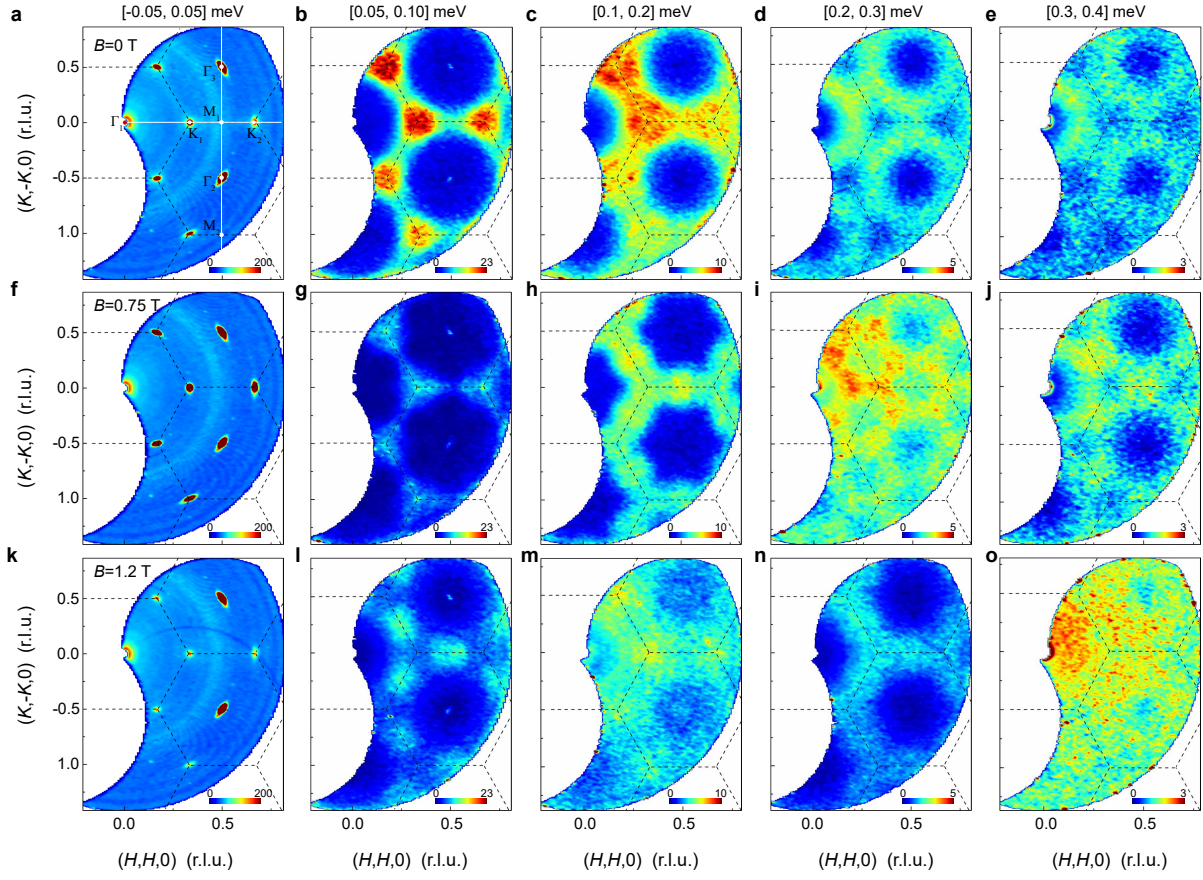 [-0.05, 0.05] meV [0.05, 0.10] meV [0.1, 0.2] meV [0.2, 0.3] meV [0.3, 0.4] meV
a b c d e
B=0 T
0.5
0.0
-0.5
1.0
(K,-K,0) (r.l.u.)
Γ3
Γ1 M1
K1 K2
Γ2
M
0 200 0 23 0 10 0 5 0 3
f g h i j
B=0.75 T
0.5
0.0
-0.5
1.0
(K,-K,0) (r.l.u.)
0 200 0 23 0 10 0 5 0 3
k l m n o
B=1.2 T
0.5
0.0
-0.5
1.0
(K,-K,0) (r.l.u.)
0 200 0 23 0 10 0 5 0 3
0.0 0.5 0.0 0.5 0.0 0.5 0.0 0.5 0.0 0.5
(H,H,0) (r.l.u.) (H,H,0) (r.l.u.) (H,H,0) (r.l.u.) (H,H,0) (r.l.u.) (H,H,0) (r.l.u.)